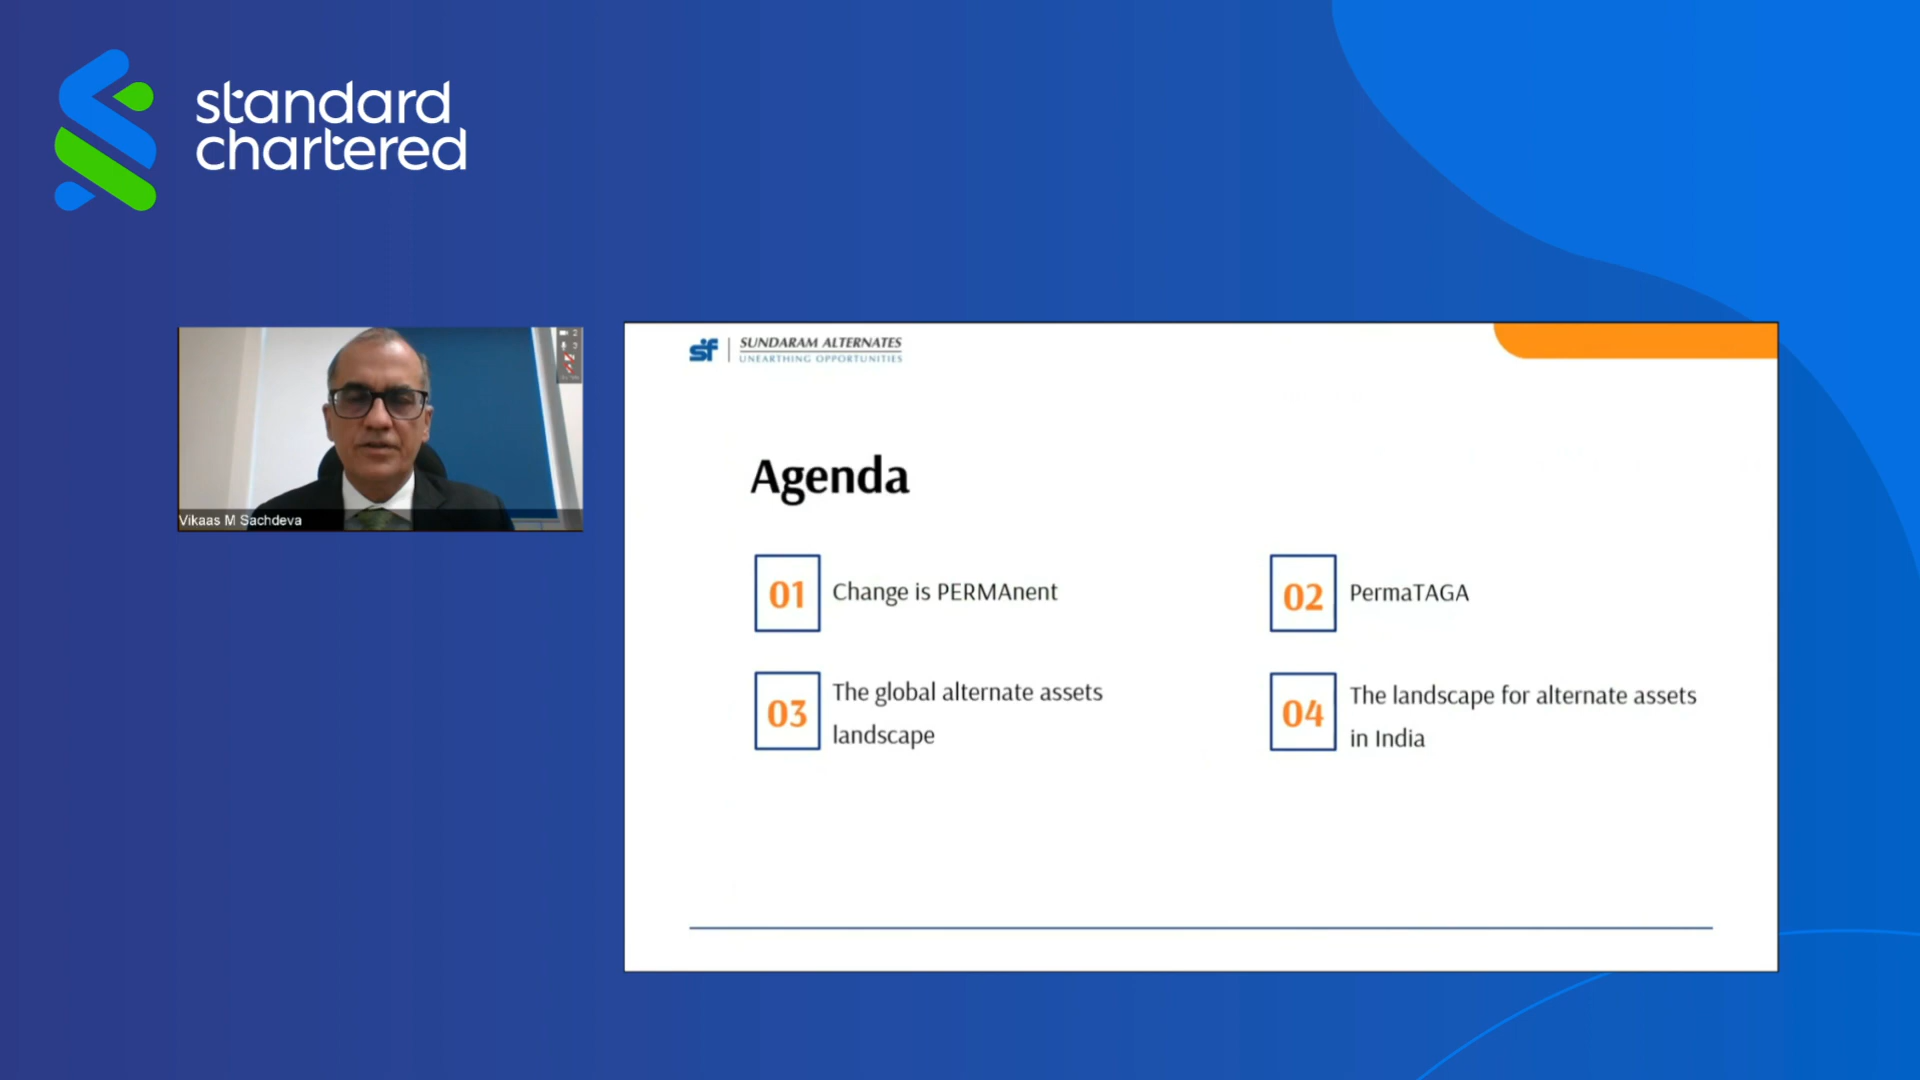 standard
chartered
Vikaas M Sachdeva
sf
SUNDARAM ALTERNATES
UNEARTHING OPPORTUNITIES
Agenda
01
Change is PERMAnent
02
PermaTAGA
03
The global alternate assets
landscape
04
The landscape for alternate assets
in India